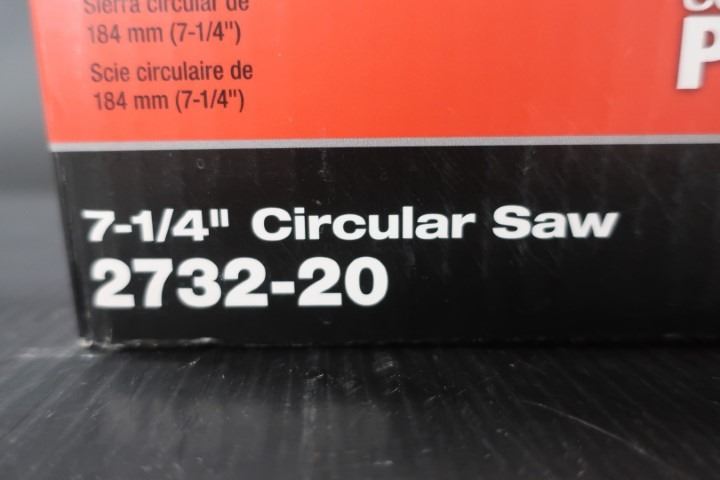 Sierra circular de
184 mm (7-1/4")
Scie circulaire de
184 mm (7-1/4")
P
7-1/4" Circular Saw
2732-20